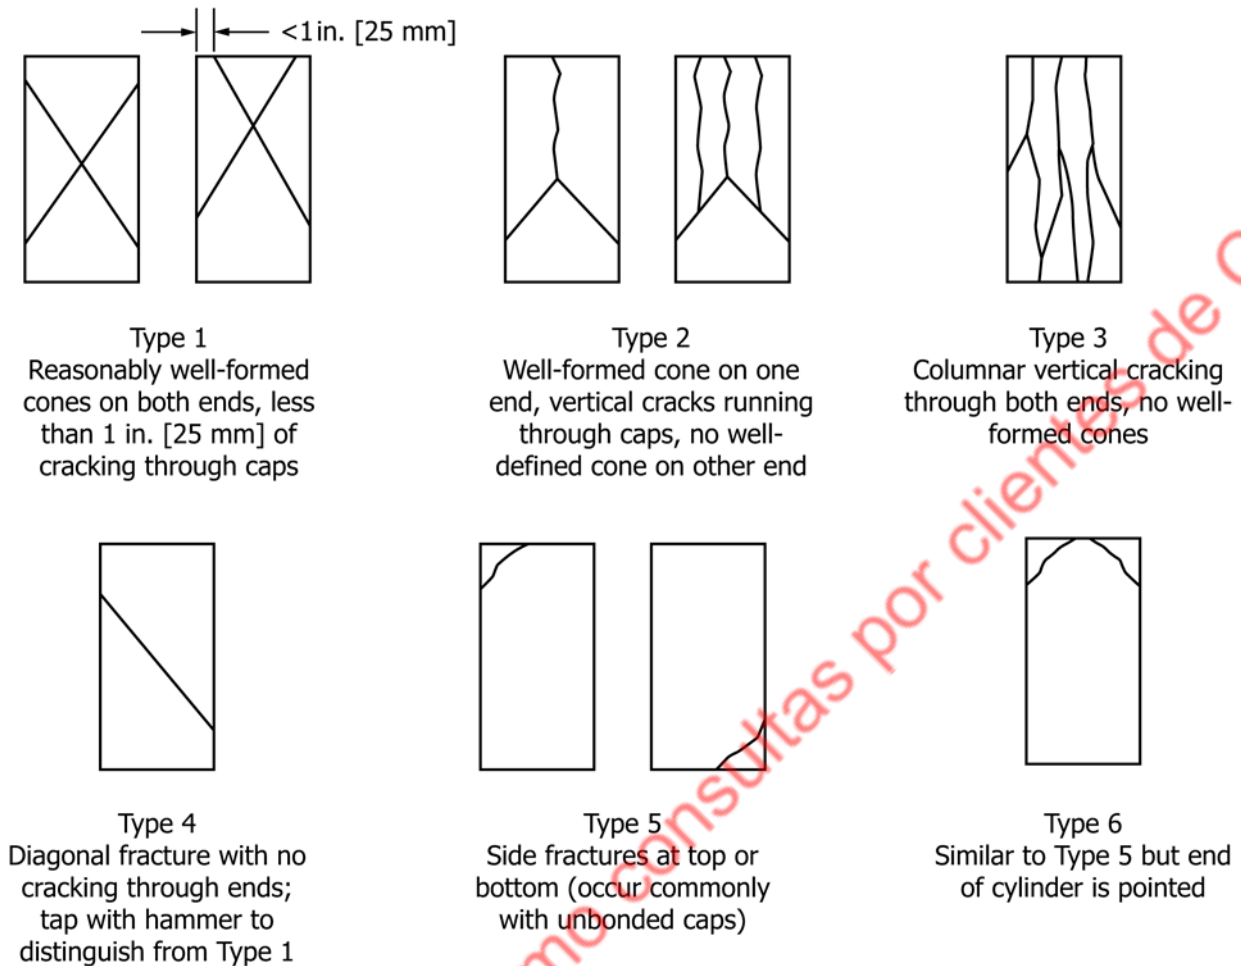 <1 in. [25 mm]
Type 1
Reasonably well-formed
cones on both ends, less
than 1 in. [25 mm] of
cracking through caps
Type 2
Well-formed cone on one
end, vertical cracks running
through caps, no well-
defined cone on other end
Type 3
Columnar vertical cracking
through both ends, no well-
formed cones
Type 4
Diagonal fracture with no
cracking through ends;
tap with hammer to
distinguish from Type 1
Type 5
Side fractures at top or
bottom (occur commonly
with unbonded caps)
Type 6
Similar to Type 5 but end
of cylinder is pointed
consultas por clientes de